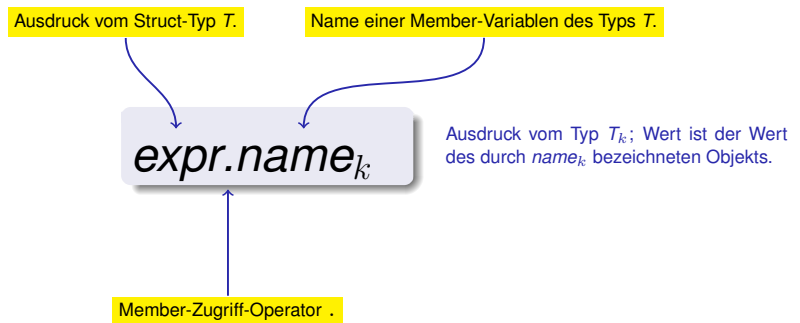 Ausdruck vom Struct-Typ T.
Name einer Member-Variablen des Typs T.
expr.nameₖ
Ausdruck vom Typ Tₖ; Wert ist der Wert
des durch nameₖ bezeichneten Objekts.
Member-Zugriff-Operator .